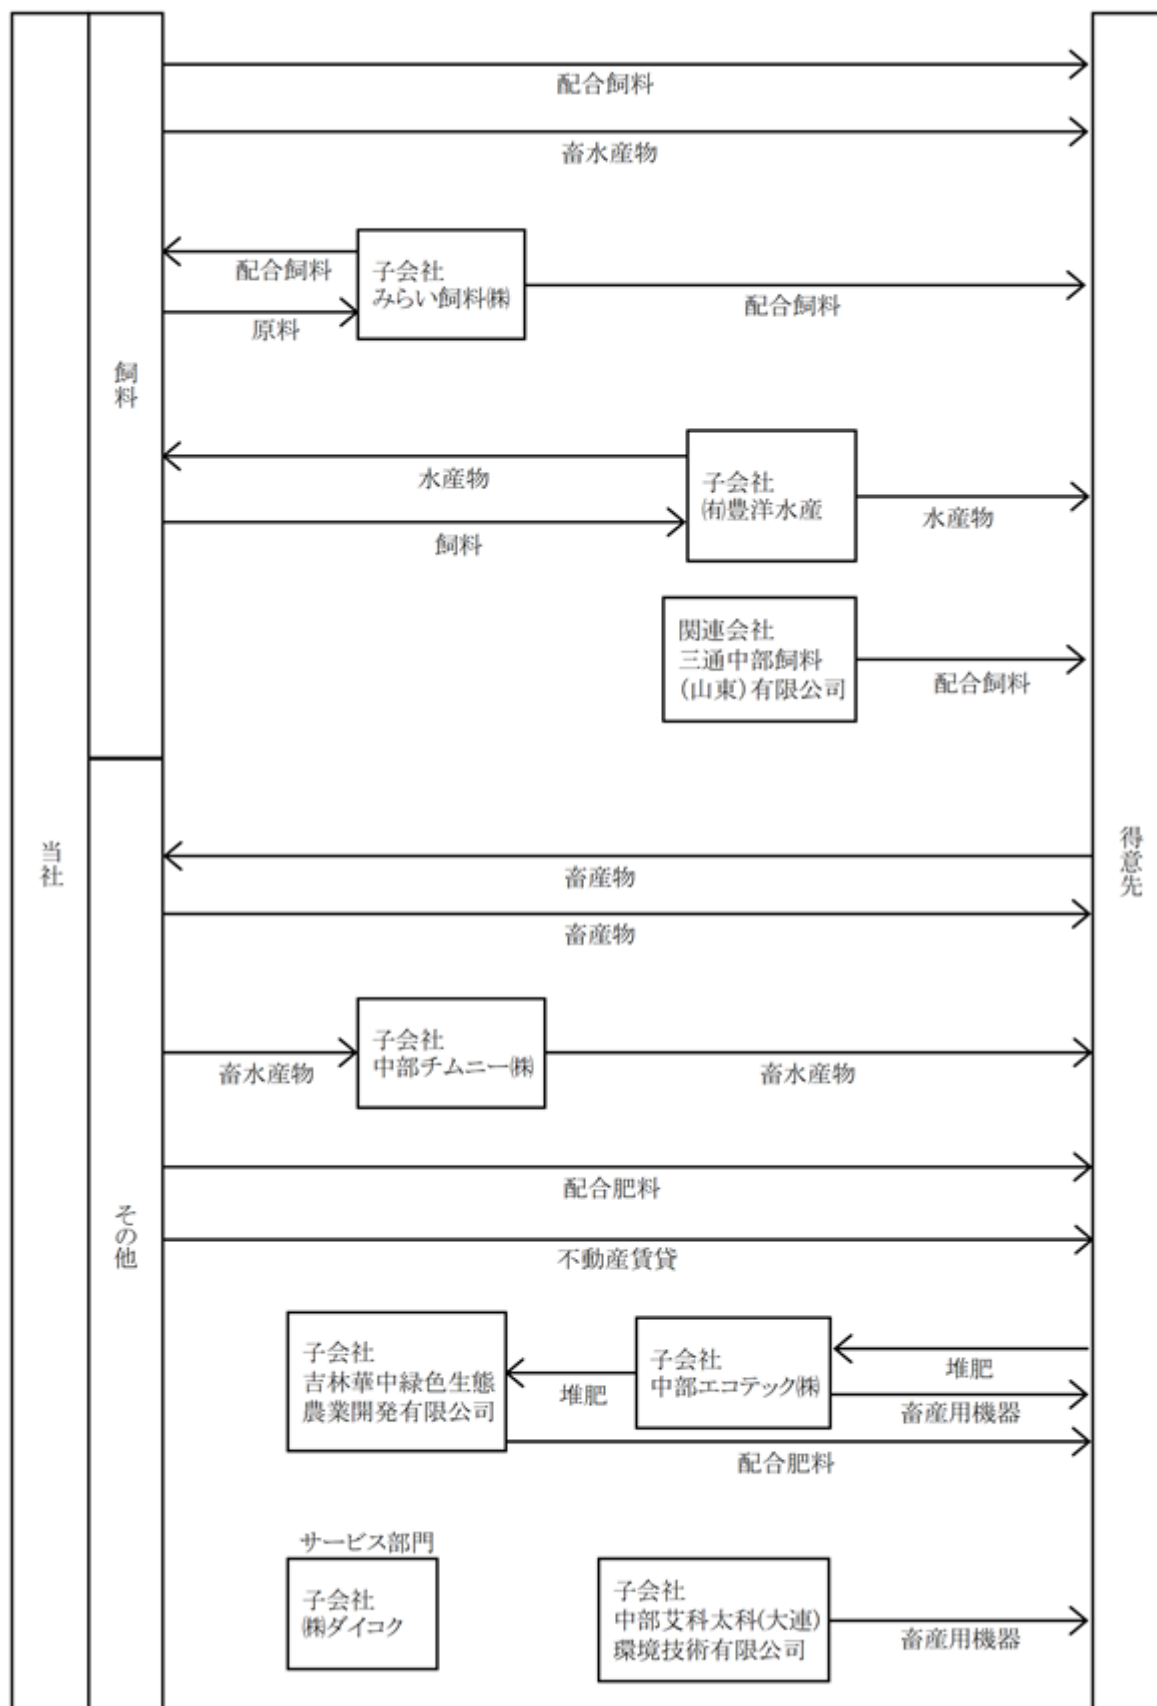 当社
飼料
その他
得意先
配合飼料
畜水産物
配合飼料
原料
子会社
みらい飼料㈱
配合飼料
水産物
飼料
子会社
㈲豊洋水産
水産物
関連会社
三通中部飼料
(山東)有限公司
配合飼料
畜産物
畜産物
畜水産物
子会社
中部チムニー㈱
畜水産物
配合肥料
不動産賃貸
子会社
吉林華中緑色生態
農業開発有限公司
堆肥
子会社
中部エコテック㈱
堆肥
畜産用機器
配合肥料
サービス部門
子会社
㈱ダイコク
子会社
中部艾科太科(大連)
環境技術有限公司
畜産用機器